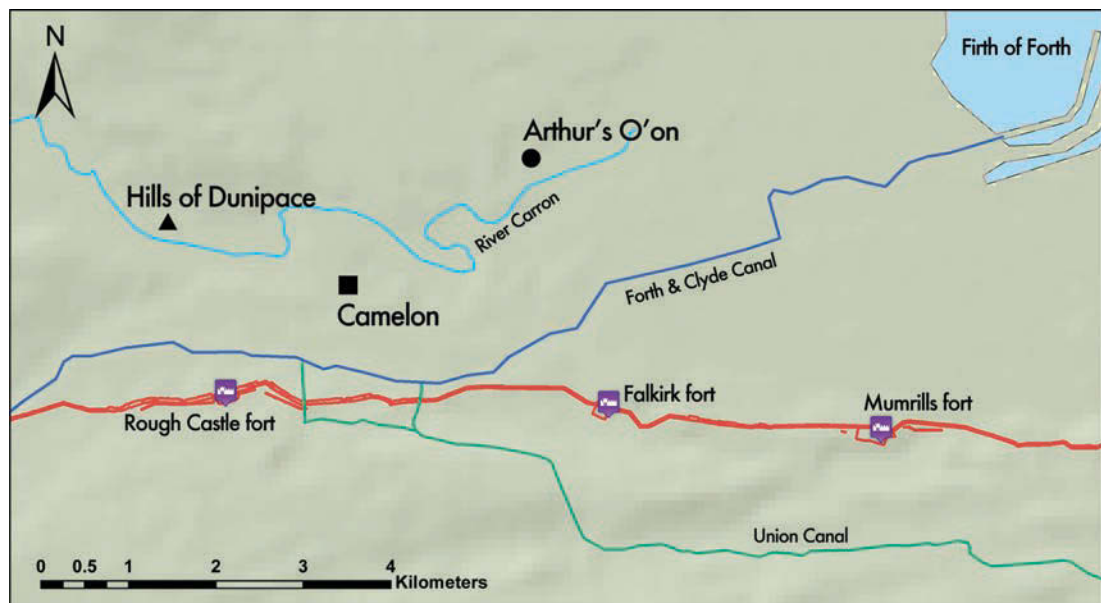 N
Firth of Forth
Arthur's O'on
Hills of Dunipace
River Carron
Forth & Clyde Canal
Camelon
Falkirk fort
Mumrills fort
Rough Castle fort
Union Canal
0 0.5 1 2 3 4
Kilometers